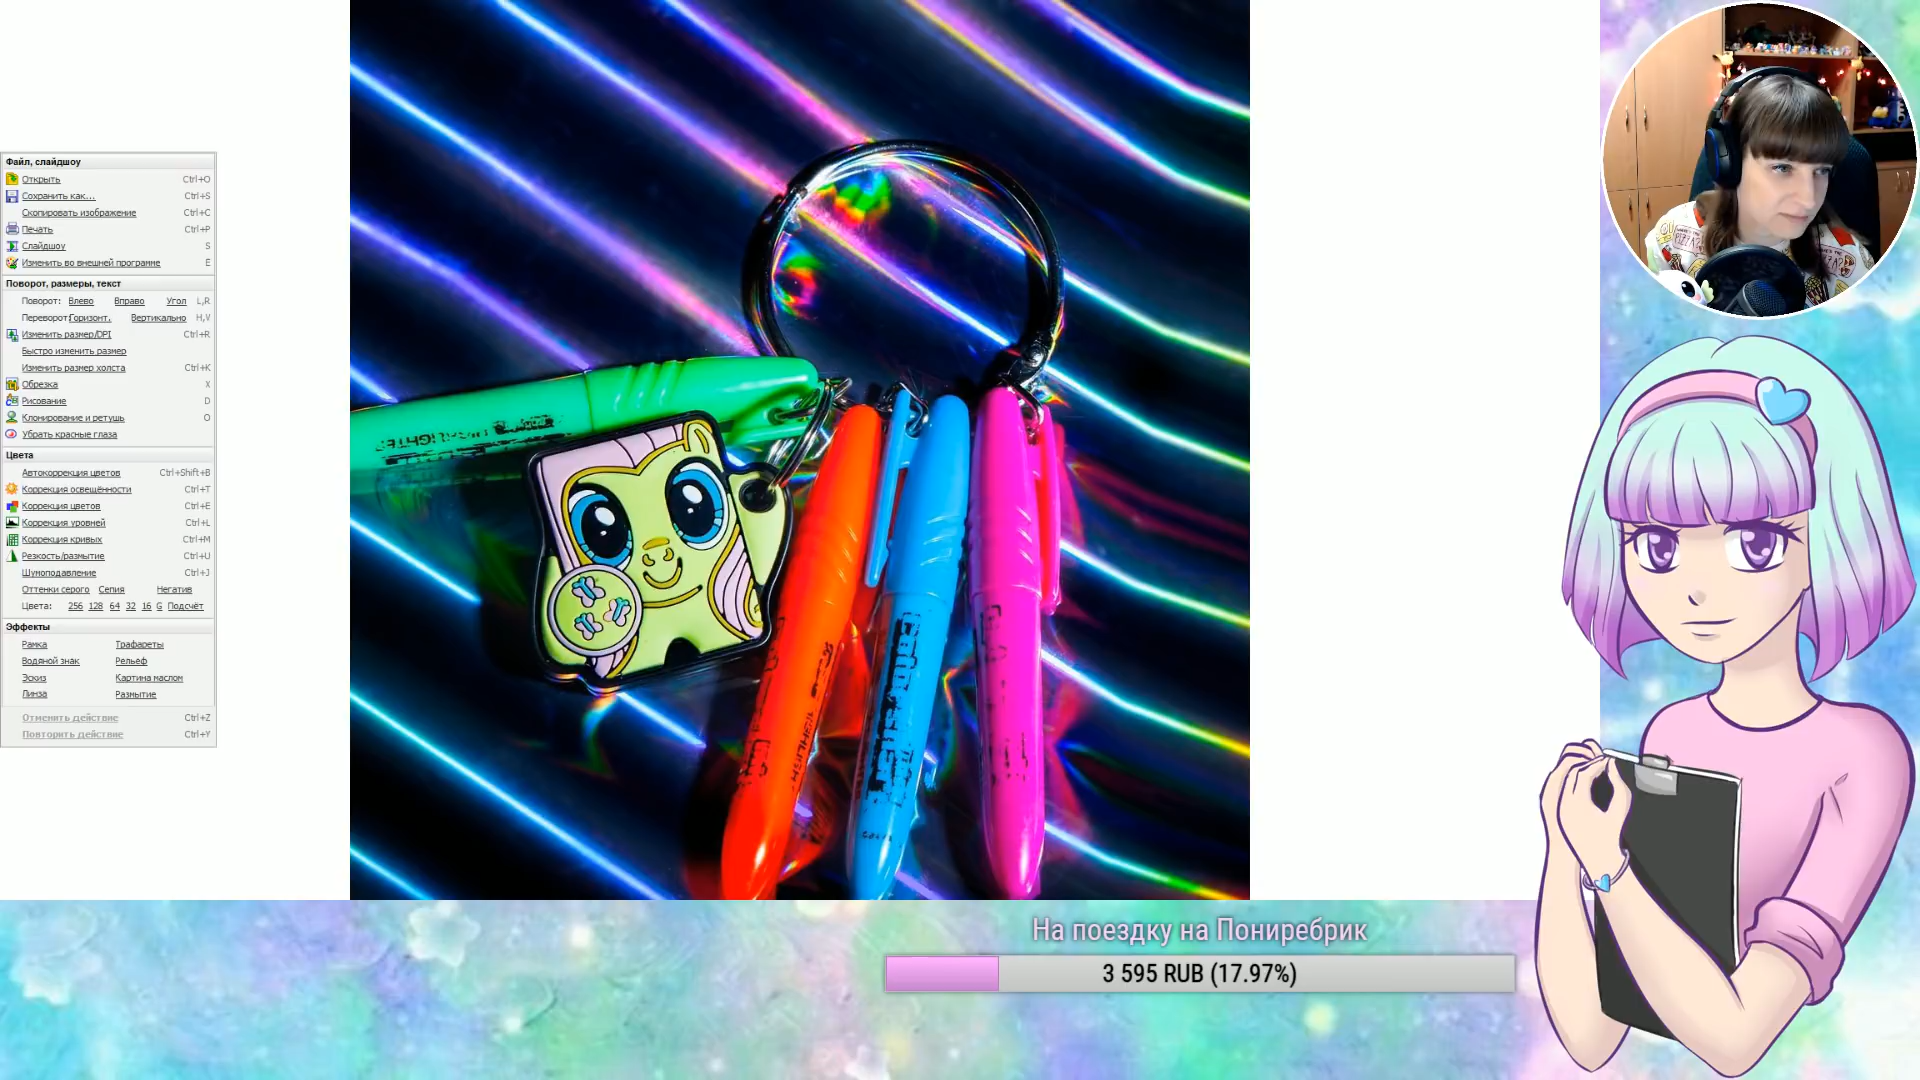 Файл, слайдшоу
Открыть Ctrl+O
Сохранить как... Ctrl+S
Скопировать изображение Ctrl+C
Печать Ctrl+P
Слайдшоу S
Изменить во внешней программе E
Поворот, размеры, текст
Поворот: Влево Вправо Угол L,R
Переворот: Горизонт. Вертикально H,V
Изменить размер/DPI Ctrl+R
Быстро изменить размер
Изменить размер холста Ctrl+K
Обрезка X
Рисование D
Клонирование и ретушь O
Убрать красные глаза
Цвета
Автокоррекция цветов Ctrl+Shift+B
Коррекция освещённости Ctrl+T
Коррекция цветов Ctrl+E
Коррекция уровней Ctrl+L
Коррекция кривых Ctrl+M
Резкость/размытие Ctrl+U
Шумоподавление Ctrl+J
Оттенки серого Сепия Негатив
Цвета: 256 128 64 32 16 G Подсчёт
Эффекты
Рамка Трафареты
Водяной знак Рельеф
Эскиз Картина маслом
Линза Размытие
Отменить действие Ctrl+Z
Повторить действие Ctrl+Y
На поездку на Пониребрик
3 595 RUB (17.97%)